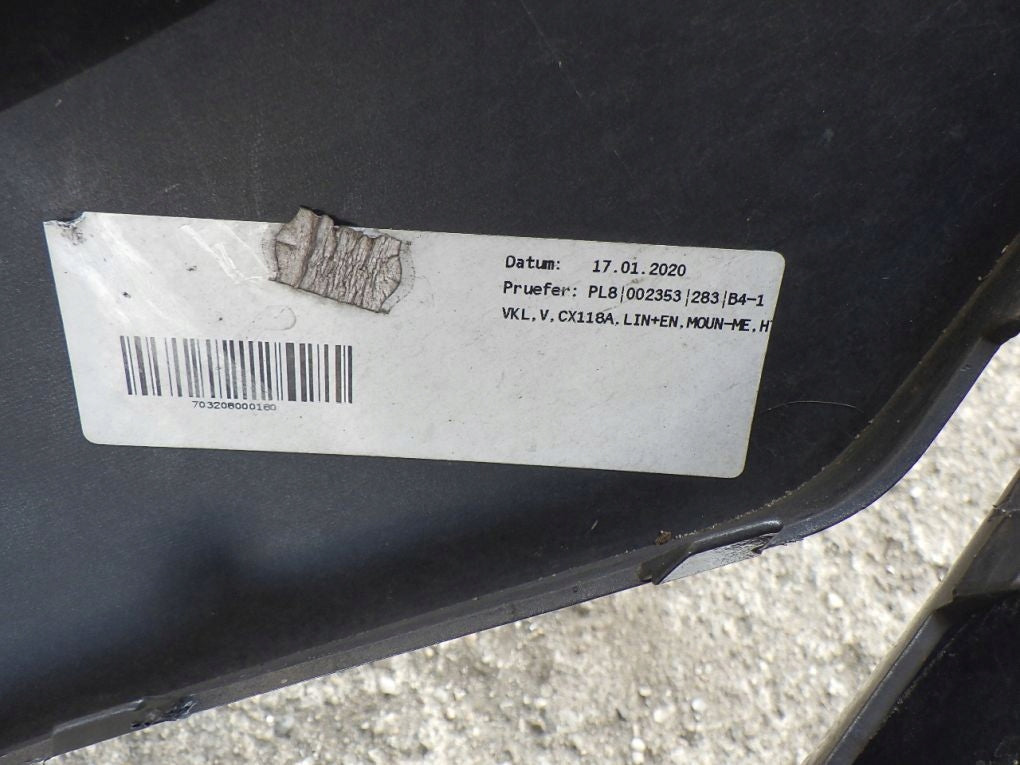 Datum: 17.01.2020
Pruefer: PL8|002353|283|B4-1
VKL,V,CX118A,LIN+EN,MOUN-ME,H
703208000180